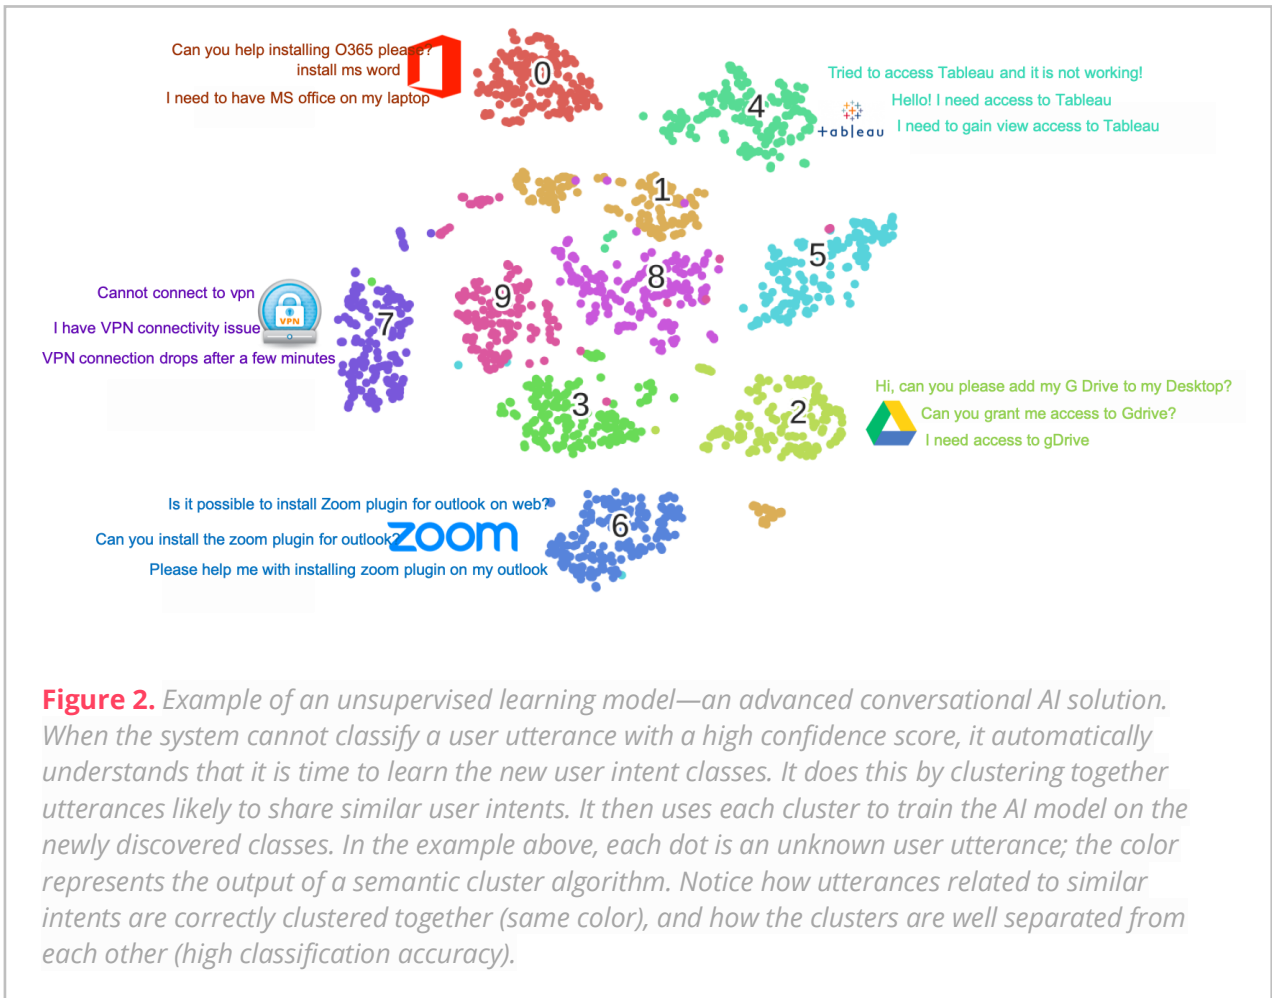 Can you help installing O365 please?
install ms word
I need to have MS office on my laptop
0
4
Tried to access Tableau and it is not working!
Hello! I need access to Tableau
+ableau
I need to gain view access to Tableau
1
5
8
9
7
Cannot connect to vpn
VPN
I have VPN connectivity issue
VPN connection drops after a few minutes
3
2
Hi, can you please add my G Drive to my Desktop?
Can you grant me access to Gdrive?
I need access to gDrive
Is it possible to install Zoom plugin for outlook on web?
6
Can you install the zoom plugin for outlook?
zoom
Please help me with installing zoom plugin on my outlook
Figure 2. Example of an unsupervised learning model—an advanced conversational AI solution.
When the system cannot classify a user utterance with a high confidence score, it automatically
understands that it is time to learn the new user intent classes. It does this by clustering together
utterances likely to share similar user intents. It then uses each cluster to train the AI model on the
newly discovered classes. In the example above, each dot is an unknown user utterance; the color
represents the output of a semantic cluster algorithm. Notice how utterances related to similar
intents are correctly clustered together (same color), and how the clusters are well separated from
each other (high classification accuracy).